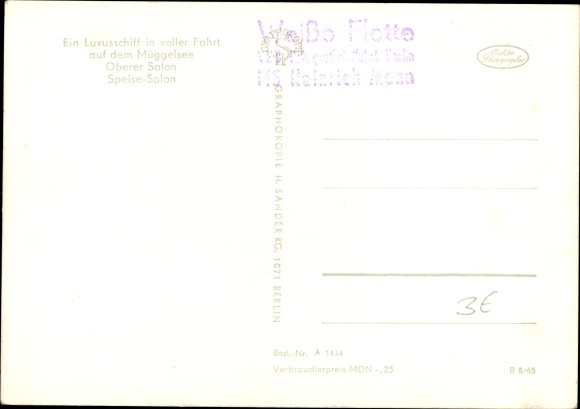 Ein Luxusschiff in voller Fahrt
auf dem Müggelsee
Oberer Salon
Speise-Salon
Weiße Flotte
MS Heinrich Mann
Echte
Photographie
GRAPHOKOPIE H. SANDER KG, 1071 BERLIN
3€
Best.-Nr. A 1434
Verbraucherpreis MDN -,25
B 8/65